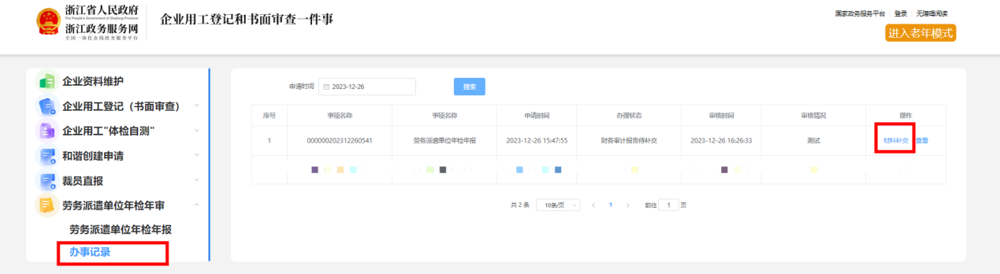 浙江省人民政府
The People's Government of Zhejiang Province
浙江政务服务网
全国一体化在线政务服务平台
企业用工登记和书面审查一件事
国家政务服务平台 登录 无障碍阅读
进入老年模式
企业资料维护
企业用工登记（书面审查）
企业用工"体检自测"
和谐创建申请
裁员直报
劳务派遣单位年检年审
劳务派遣单位年检年报
办事记录
申请时间 2023-12-26 搜索
序号 事项名称 事项名称 申请时间 办理状态 审核时间 审核情况 操作
1 000000202312260541 劳务派遣单位年检年报 2023-12-26 15:47:55 财务审计报告待补交 2023-12-26 16:26:33 测试 材料补交 查看
共 2 条 10条/页 < 1 > 前往 1 页